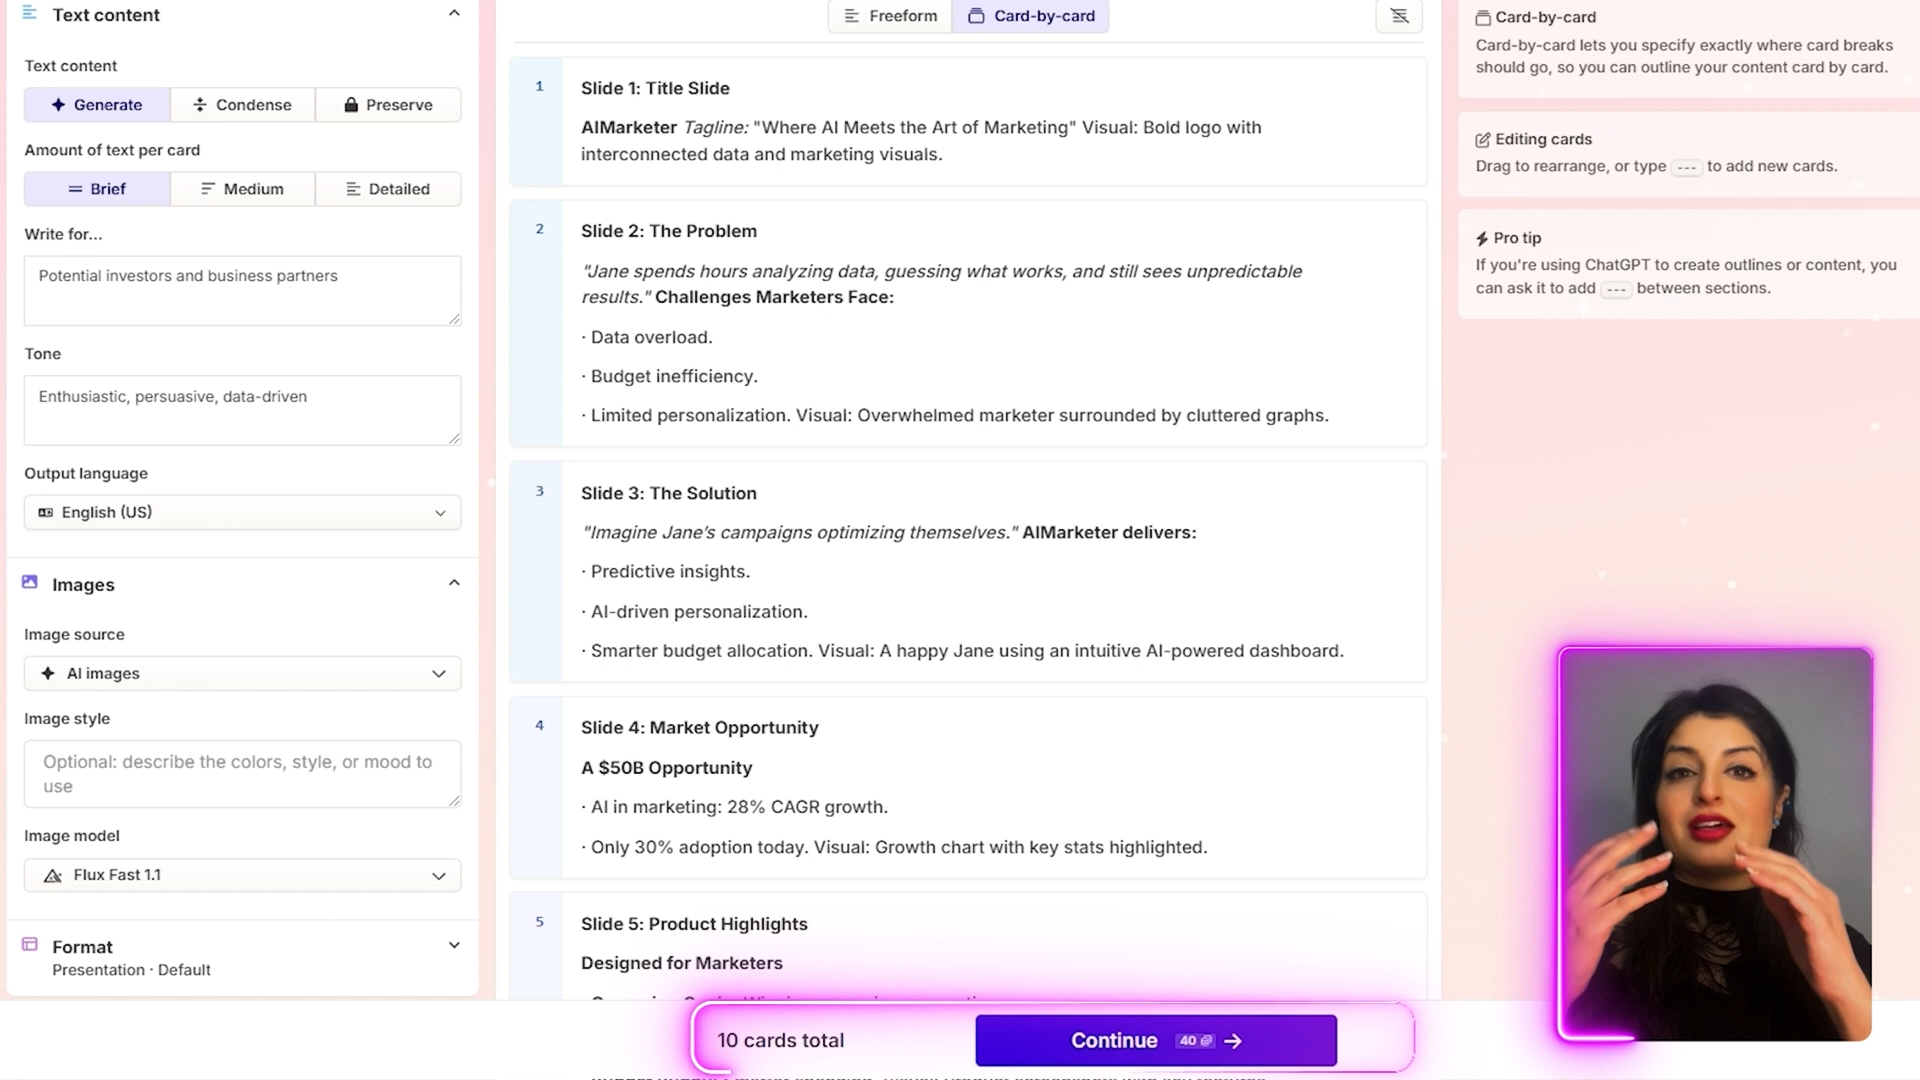 Text content
Text content
Generate
Condense
Preserve
Amount of text per card
Brief
Medium
Detailed
Write for...
Potential investors and business partners
Tone
Enthusiastic, persuasive, data-driven
Output language
English (US)
Images
Image source
AI images
Image style
Optional: describe the colors, style, or mood to
use
Image model
Flux Fast 1.1
Format
Presentation · Default
Freeform
Card-by-card
1
Slide 1: Title Slide
AIMarketer Tagline: "Where AI Meets the Art of Marketing" Visual: Bold logo with
interconnected data and marketing visuals.
2
Slide 2: The Problem
"Jane spends hours analyzing data, guessing what works, and still sees unpredictable
results." Challenges Marketers Face:
· Data overload.
· Budget inefficiency.
· Limited personalization. Visual: Overwhelmed marketer surrounded by cluttered graphs.
3
Slide 3: The Solution
"Imagine Jane's campaigns optimizing themselves." AIMarketer delivers:
· Predictive insights.
· AI-driven personalization.
· Smarter budget allocation. Visual: A happy Jane using an intuitive AI-powered dashboard.
4
Slide 4: Market Opportunity
A $50B Opportunity
· AI in marketing: 28% CAGR growth.
· Only 30% adoption today. Visual: Growth chart with key stats highlighted.
5
Slide 5: Product Highlights
Designed for Marketers
10 cards total
Continue 40
Card-by-card
Card-by-card lets you specify exactly where card breaks
should go, so you can outline your content card by card.
Editing cards
Drag to rearrange, or type --- to add new cards.
Pro tip
If you're using ChatGPT to create outlines or content, you
can ask it to add --- between sections.